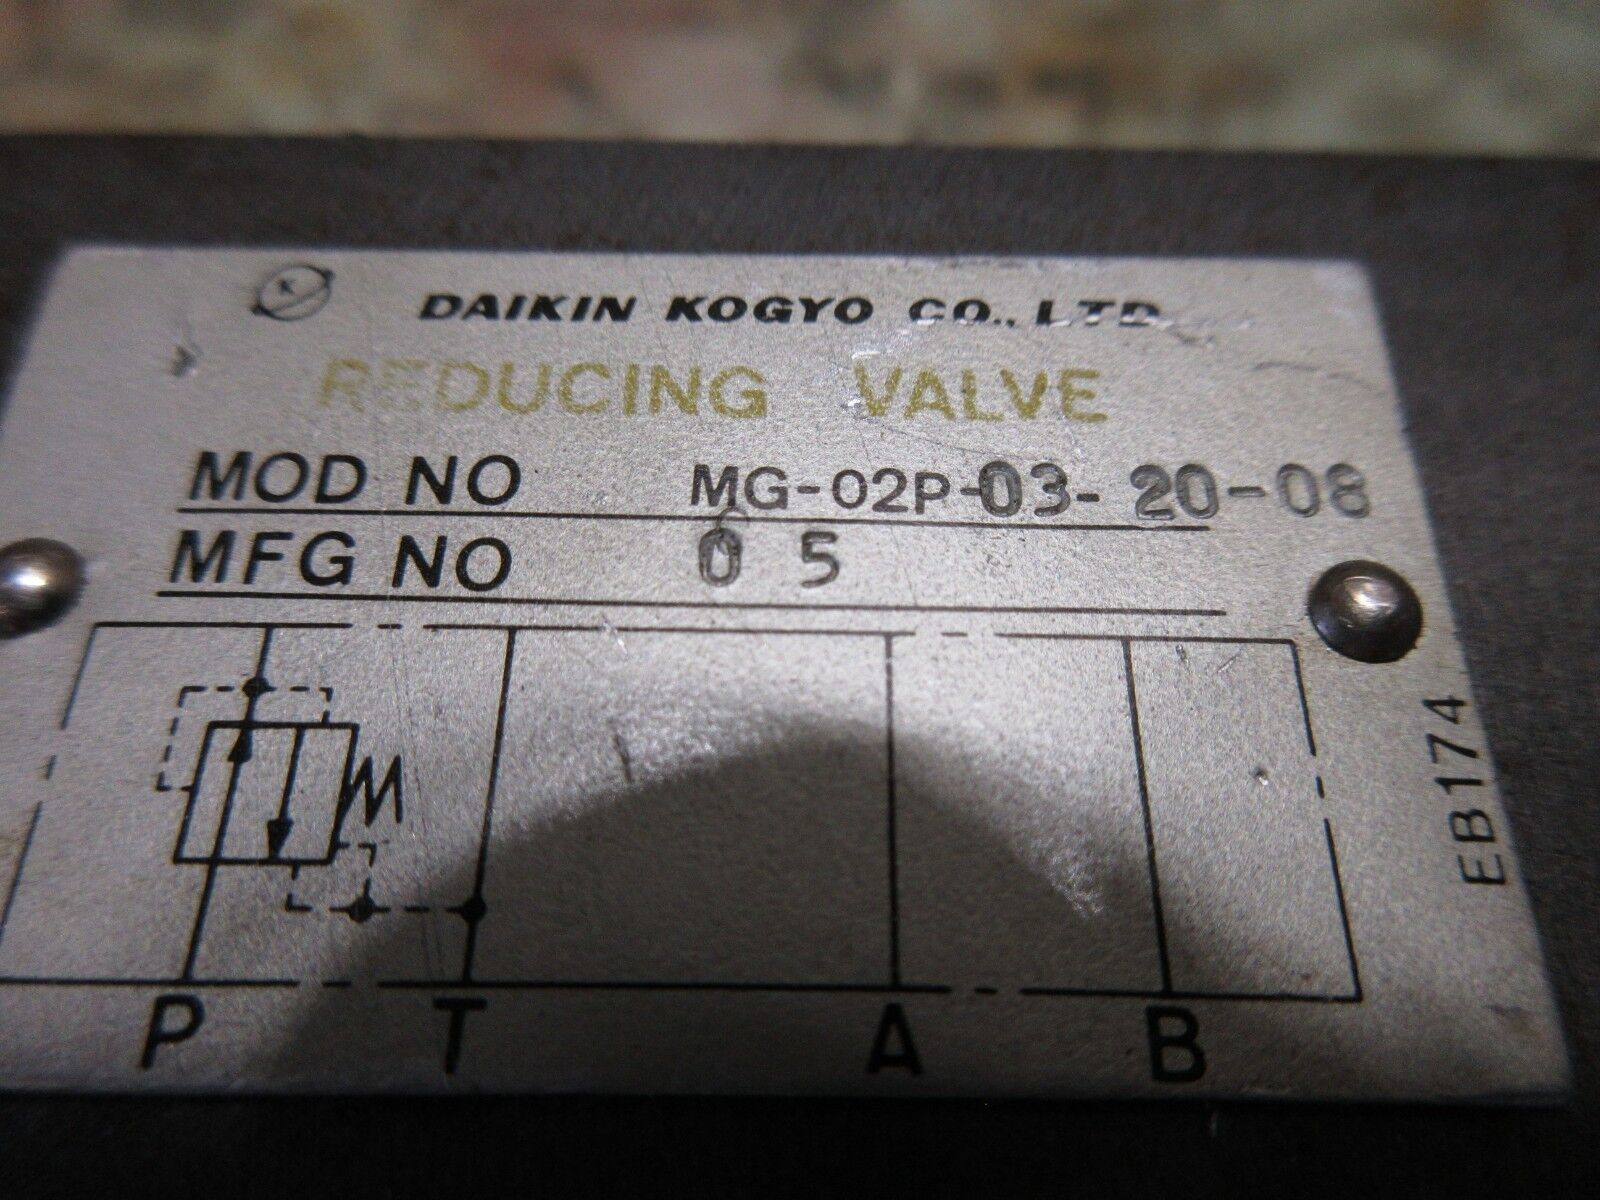 DAIKIN KOGYO CO., LTD.
REDUCING VALVE
MOD NO MG-02P-03-20-08
MFG NO 0 5
P T A B
EB174